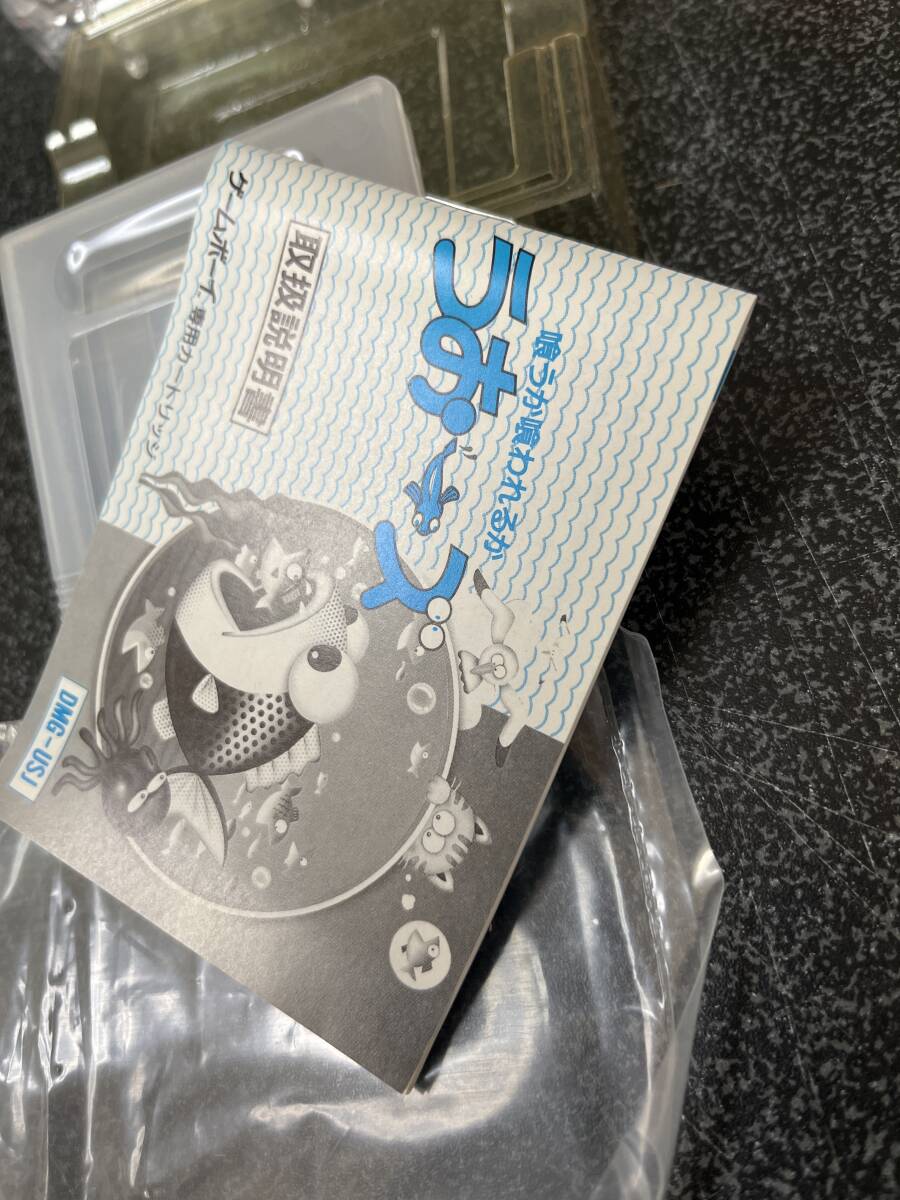 喰うか喰われるか
うおーズ
取扱説明書
ゲームボーイ専用カートリッジ
DMG-USJ